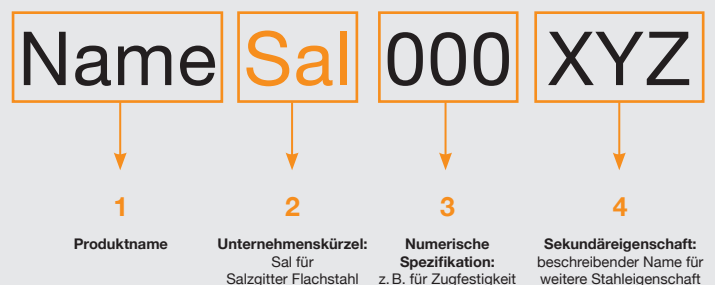 Name Sal 000 XYZ
1 2 3 4
Produktname
Unternehmenskürzel:
Sal für
Salzgitter Flachstahl
Numerische
Spezifikation:
z. B. für Zugfestigkeit
Sekundäreigenschaft:
beschreibender Name für
weitere Stahleigenschaft